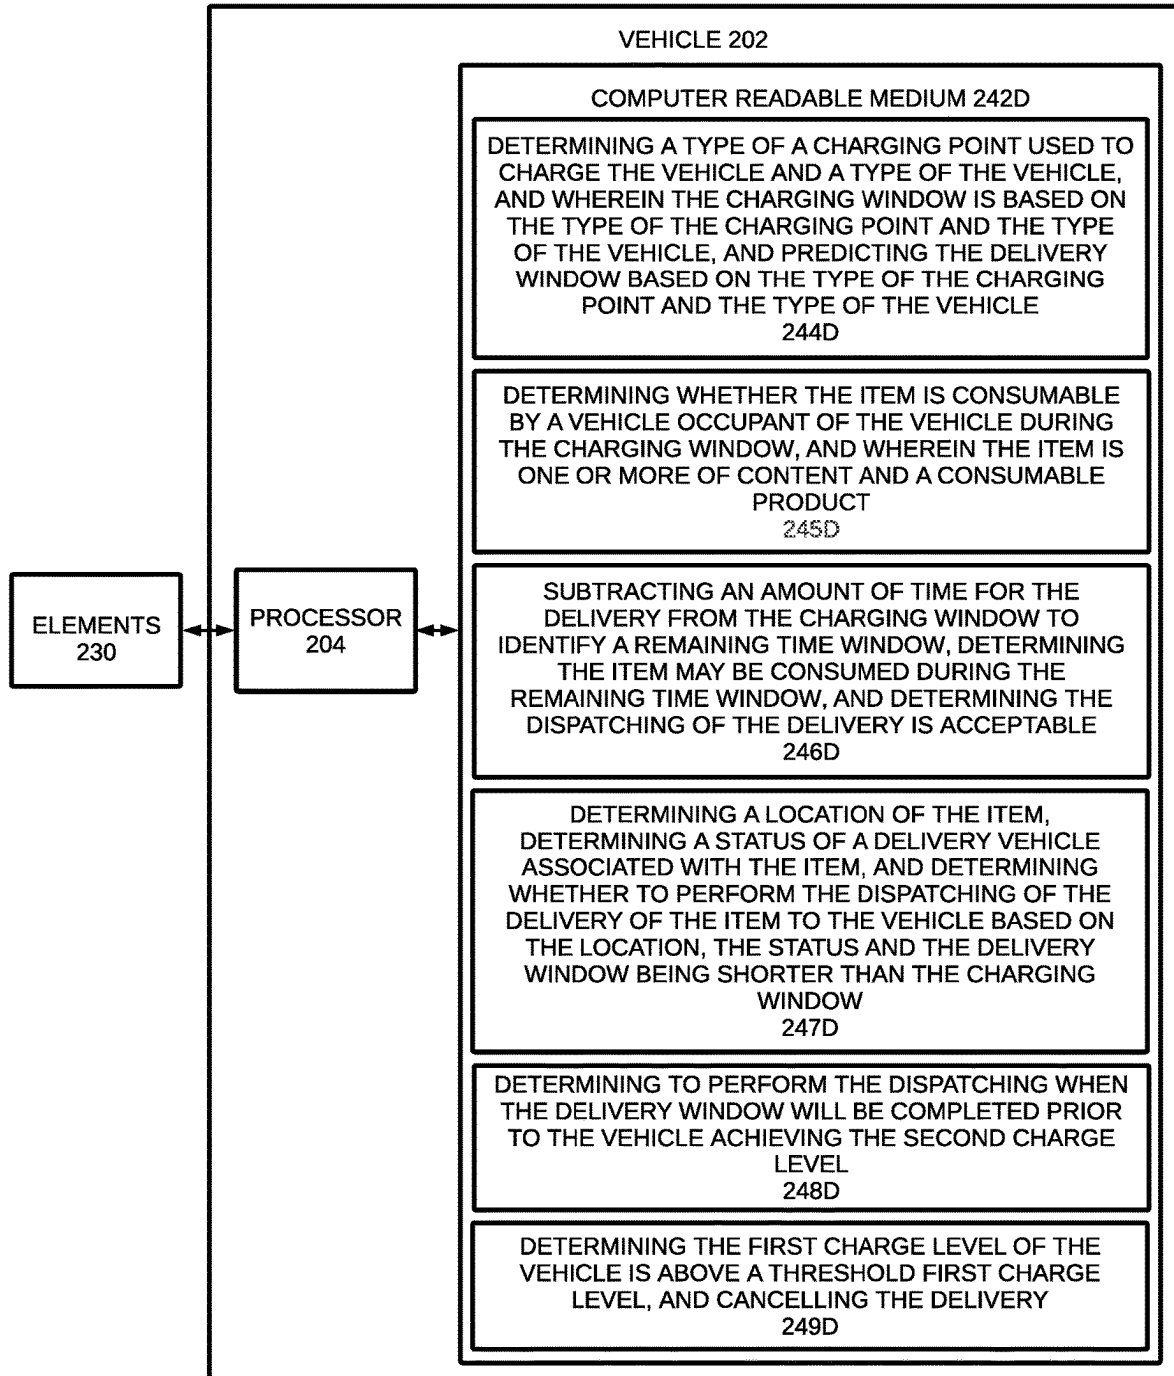 VEHICLE 202
COMPUTER READABLE MEDIUM 242D
DETERMINING A TYPE OF A CHARGING POINT USED TO
CHARGE THE VEHICLE AND A TYPE OF THE VEHICLE,
AND WHEREIN THE CHARGING WINDOW IS BASED ON
THE TYPE OF THE CHARGING POINT AND THE TYPE
OF THE VEHICLE, AND PREDICTING THE DELIVERY
WINDOW BASED ON THE TYPE OF THE CHARGING
POINT AND THE TYPE OF THE VEHICLE
244D
DETERMINING WHETHER THE ITEM IS CONSUMABLE
BY A VEHICLE OCCUPANT OF THE VEHICLE DURING
THE CHARGING WINDOW, AND WHEREIN THE ITEM IS
ONE OR MORE OF CONTENT AND A CONSUMABLE
PRODUCT
245D
ELEMENTS
230
PROCESSOR
204
SUBTRACTING AN AMOUNT OF TIME FOR THE
DELIVERY FROM THE CHARGING WINDOW TO
IDENTIFY A REMAINING TIME WINDOW, DETERMINING
THE ITEM MAY BE CONSUMED DURING THE
REMAINING TIME WINDOW, AND DETERMINING THE
DISPATCHING OF THE DELIVERY IS ACCEPTABLE
246D
DETERMINING A LOCATION OF THE ITEM,
DETERMINING A STATUS OF A DELIVERY VEHICLE
ASSOCIATED WITH THE ITEM, AND DETERMINING
WHETHER TO PERFORM THE DISPATCHING OF THE
DELIVERY OF THE ITEM TO THE VEHICLE BASED ON
THE LOCATION, THE STATUS AND THE DELIVERY
WINDOW BEING SHORTER THAN THE CHARGING
WINDOW
247D
DETERMINING TO PERFORM THE DISPATCHING WHEN
THE DELIVERY WINDOW WILL BE COMPLETED PRIOR
TO THE VEHICLE ACHIEVING THE SECOND CHARGE
LEVEL
248D
DETERMINING THE FIRST CHARGE LEVEL OF THE
VEHICLE IS ABOVE A THRESHOLD FIRST CHARGE
LEVEL, AND CANCELLING THE DELIVERY
249D